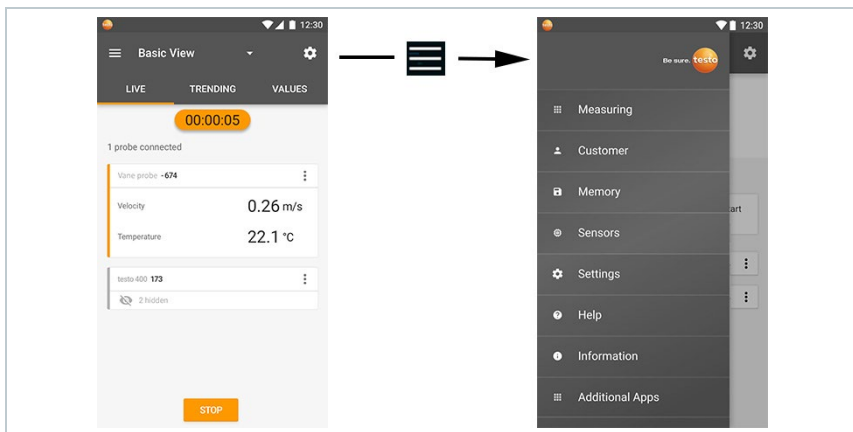 12:30
Basic View
LIVE TRENDING VALUES
00:00:05
1 probe connected
Vane probe -674
Velocity 0.26 m/s
Temperature 22.1 °C
testo 400 173
2 hidden
STOP
12:30
Be sure. testo
Measuring
Customer
Memory
art
Sensors
Settings
Help
Information
Additional Apps